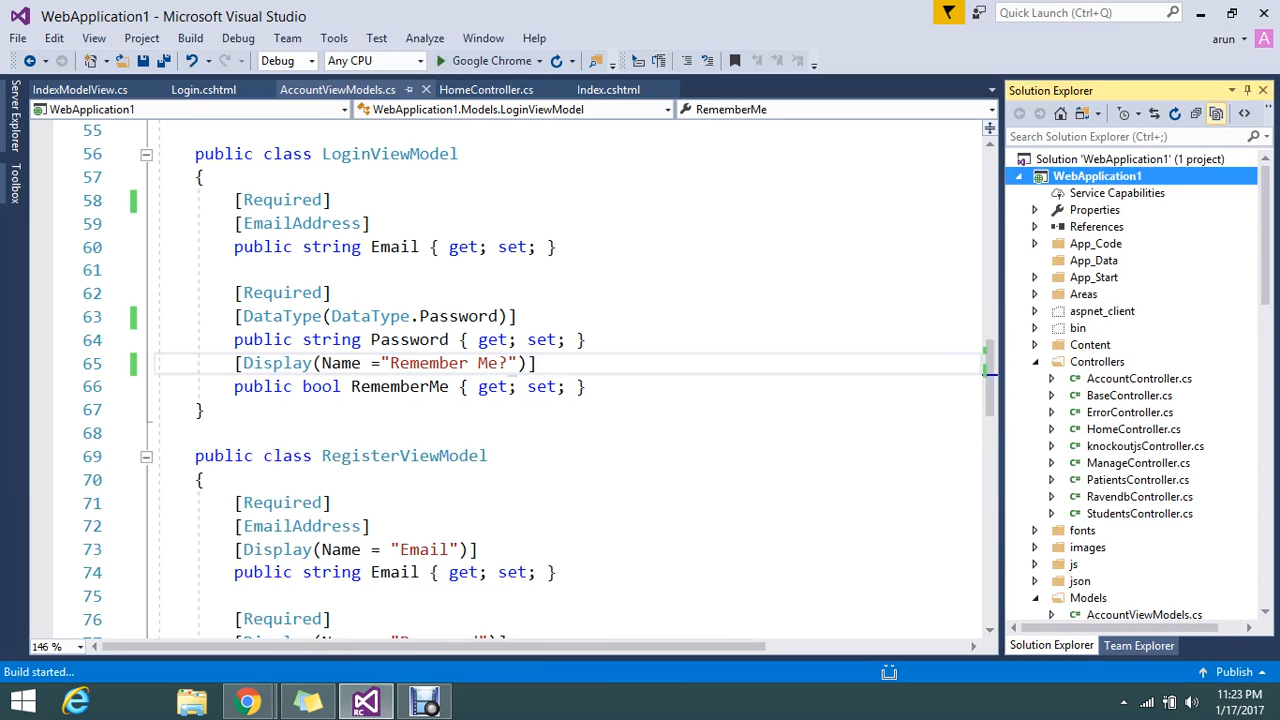 WebApplication1 - Microsoft Visual Studio
Quick Launch (Ctrl+Q)
File Edit View Project Build Debug Team Tools Test Analyze Window Help
arun A
Debug Any CPU Google Chrome
Server Explorer
Toolbox
IndexModelView.cs Login.cshtml AccountViewModels.cs HomeController.cs Index.cshtml
WebApplication1 WebApplication1.Models.LoginViewModel RememberMe
55
56 public class LoginViewModel
57 {
58 [Required]
59 [EmailAddress]
60 public string Email { get; set; }
61
62 [Required]
63 [DataType(DataType.Password)]
64 public string Password { get; set; }
65 [Display(Name ="Remember Me?")]
66 public bool RememberMe { get; set; }
67 }
68
69 public class RegisterViewModel
70 {
71 [Required]
72 [EmailAddress]
73 [Display(Name = "Email")]
74 public string Email { get; set; }
75
76 [Required]
146 %
Solution Explorer
Search Solution Explorer (Ctrl+;)
Solution 'WebApplication1' (1 project)
WebApplication1
Service Capabilities
Properties
References
App_Code
App_Data
App_Start
Areas
aspnet_client
bin
Content
Controllers
AccountController.cs
BaseController.cs
ErrorController.cs
HomeController.cs
knockoutjsController.cs
ManageController.cs
PatientsController.cs
RavendbController.cs
StudentsController.cs
fonts
images
js
json
Models
AccountViewModels.cs
Solution Explorer Team Explorer
Build started... Publish
RC
11:23 PM
1/17/2017